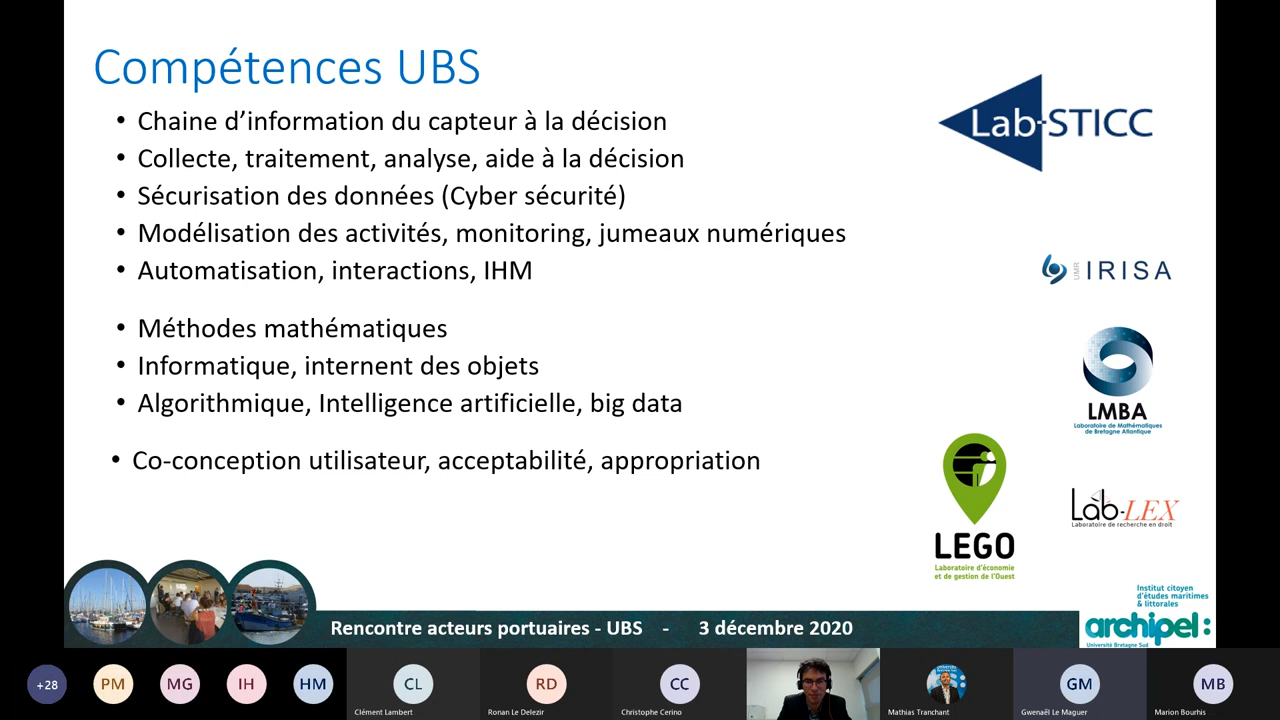 Compétences UBS
• Chaine d’information du capteur à la décision
• Collecte, traitement, analyse, aide à la décision
• Sécurisation des données (Cyber sécurité)
• Modélisation des activités, monitoring, jumeaux numériques
• Automatisation, interactions, IHM
• Méthodes mathématiques
• Informatique, internent des objets
• Algorithmique, Intelligence artificielle, big data
• Co-conception utilisateur, acceptabilité, appropriation
Lab-STICC
UMR IRISA
LMBA
Laboratoire de Mathématiques
de Bretagne Atlantique
LEGO
Laboratoire d'économie
et de gestion de l'Ouest
Lab-LEX
Laboratoire de recherche en droit
Institut citoyen
d'études maritimes
& littorales
archipel:
Université Bretagne Sud
Rencontre acteurs portuaires - UBS - 3 décembre 2020
+28
PM
MG
IH
HM
CL
Clément Lambert
RD
Ronan Le Delezir
CC
Christophe Cerino
Mathias Tranchant
GM
Gwenaël Le Maguer
MB
Marion Bourhis